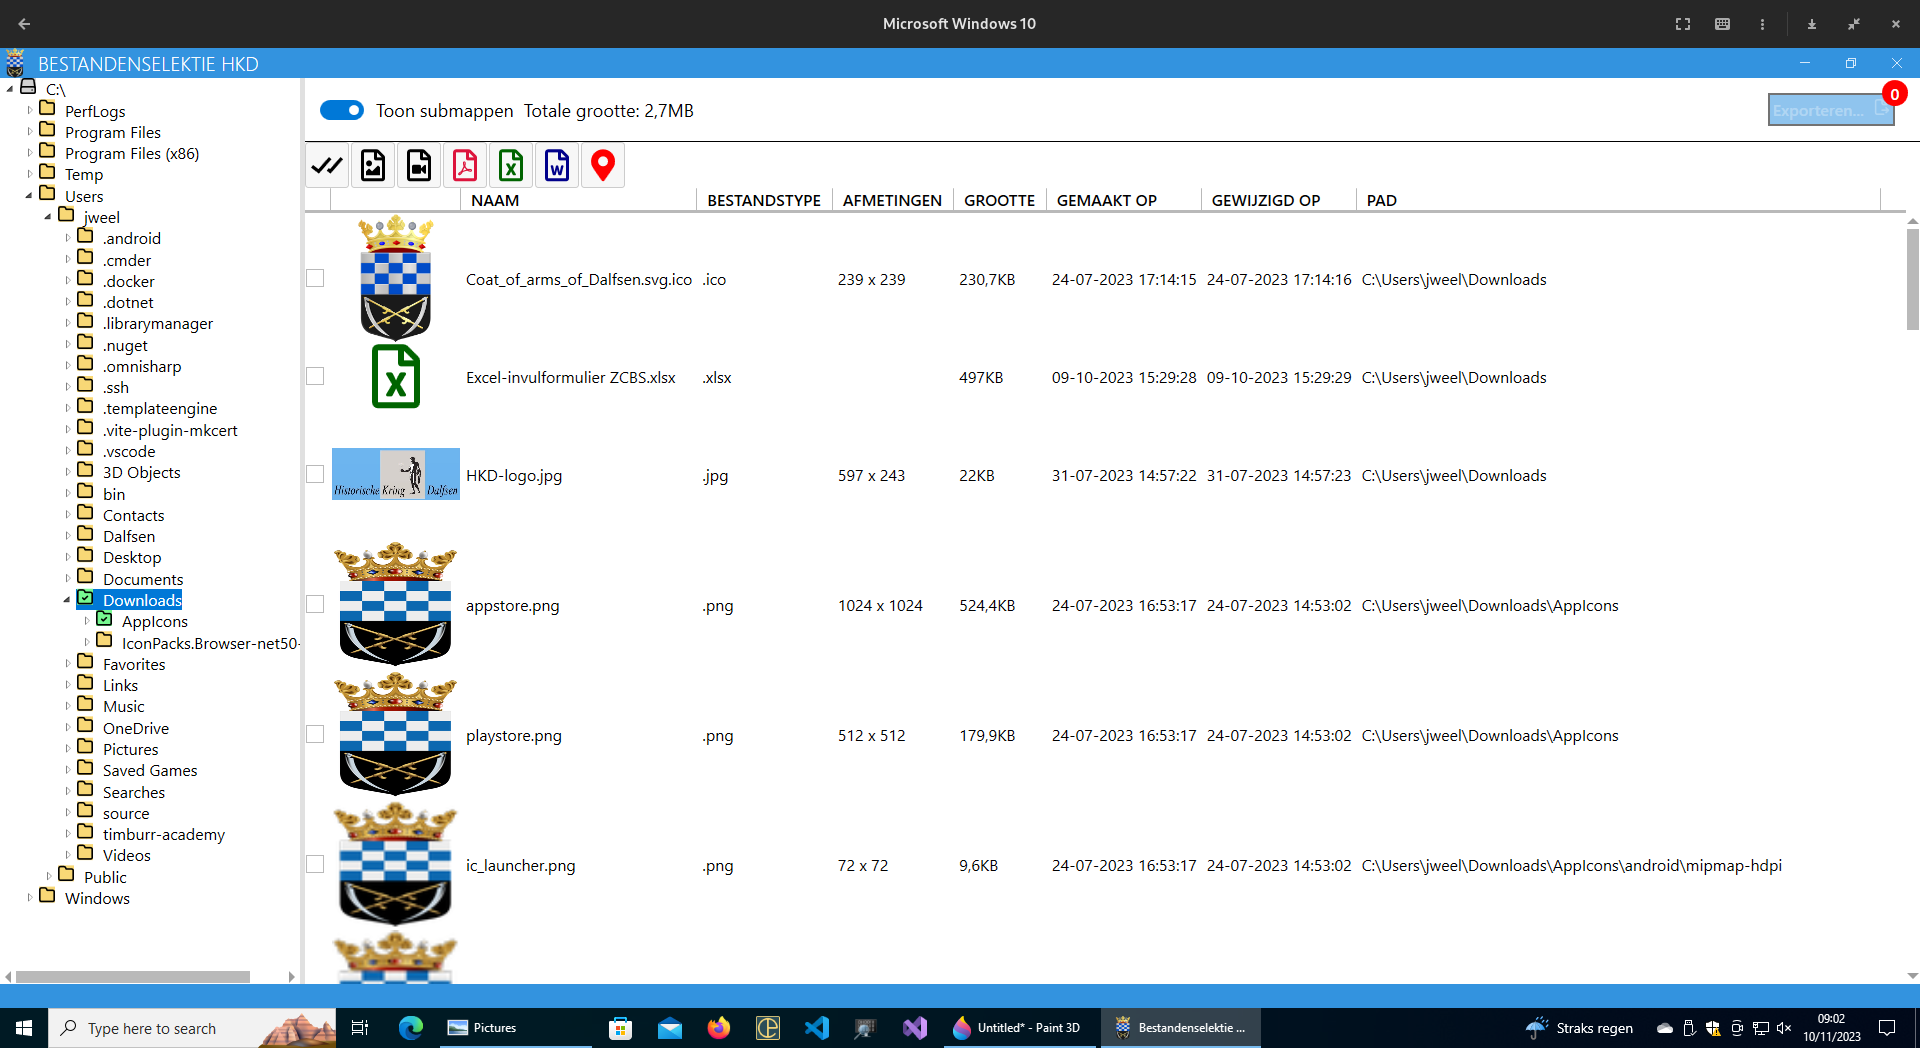 Microsoft Windows 10
BESTANDENSELEKTIE HKD
C:\
PerfLogs
Program Files
Program Files (x86)
Temp
Users
jweel
.android
.cmder
.docker
.dotnet
.librarymanager
.nuget
.omnisharp
.ssh
.templateengine
.vite-plugin-mkcert
.vscode
3D Objects
bin
Contacts
Dalfsen
Desktop
Documents
Downloads
AppIcons
IconPacks.Browser-net50-
Favorites
Links
Music
OneDrive
Pictures
Saved Games
Searches
source
timburr-academy
Videos
Public
Windows
Toon submappen Totale grootte: 2,7MB
Exporteren...
0
NAAM BESTANDSTYPE AFMETINGEN GROOTTE GEMAAKT OP GEWIJZIGD OP PAD
Coat_of_arms_of_Dalfsen.svg.ico .ico 239 x 239 230,7KB 24-07-2023 17:14:15 24-07-2023 17:14:16 C:\Users\jweel\Downloads
Excel-invulformulier ZCBS.xlsx .xlsx 497KB 09-10-2023 15:29:28 09-10-2023 15:29:29 C:\Users\jweel\Downloads
Historische Kring Dalfsen
HKD-logo.jpg .jpg 597 x 243 22KB 31-07-2023 14:57:22 31-07-2023 14:57:23 C:\Users\jweel\Downloads
appstore.png .png 1024 x 1024 524,4KB 24-07-2023 16:53:17 24-07-2023 14:53:02 C:\Users\jweel\Downloads\AppIcons
playstore.png .png 512 x 512 179,9KB 24-07-2023 16:53:17 24-07-2023 14:53:02 C:\Users\jweel\Downloads\AppIcons
ic_launcher.png .png 72 x 72 9,6KB 24-07-2023 16:53:17 24-07-2023 14:53:02 C:\Users\jweel\Downloads\AppIcons\android\mipmap-hdpi
Type here to search
Pictures
Untitled* - Paint 3D
Bestandenselektie ...
Straks regen
09:02
10/11/2023